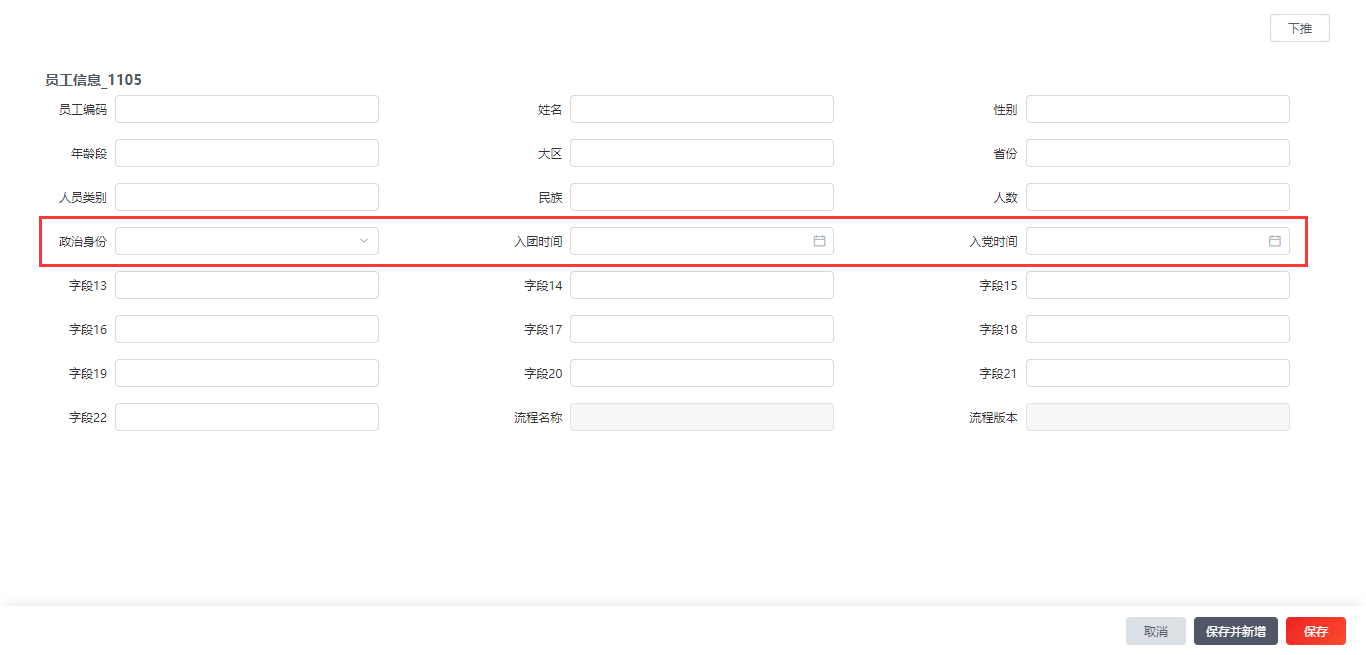 下推
员工信息_1105
员工编码 姓名 性别
年龄段 大区 省份
人员类别 民族 人数
政治身份 入团时间 入党时间
字段13 字段14 字段15
字段16 字段17 字段18
字段19 字段20 字段21
字段22 流程名称 流程版本
取消 保存并新增 保存